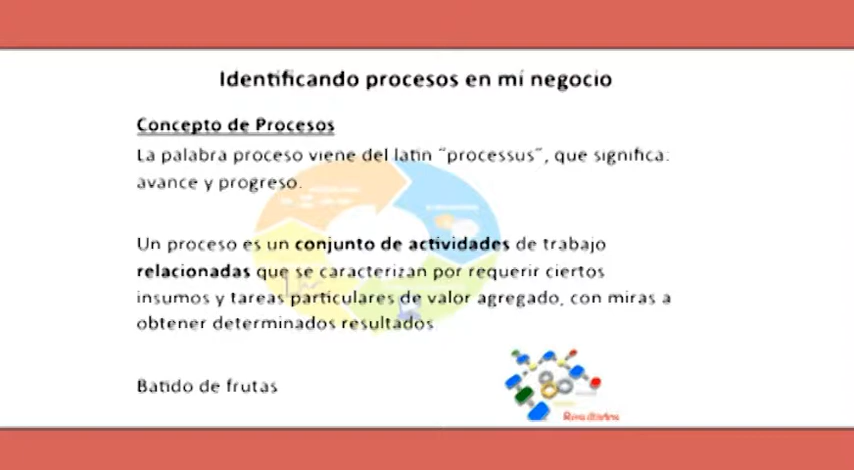 Identificando procesos en mí negocio
Concepto de Procesos
La palabra proceso viene del latin “processus”, que significa:
avance y progreso.
Un proceso es un conjunto de actividades de trabajo
relacionadas que se caracterizan por requerir ciertos
insumos y tareas particulares de valor agregado, con miras a
obtener determinados resultados
Batido de frutas
Resultados